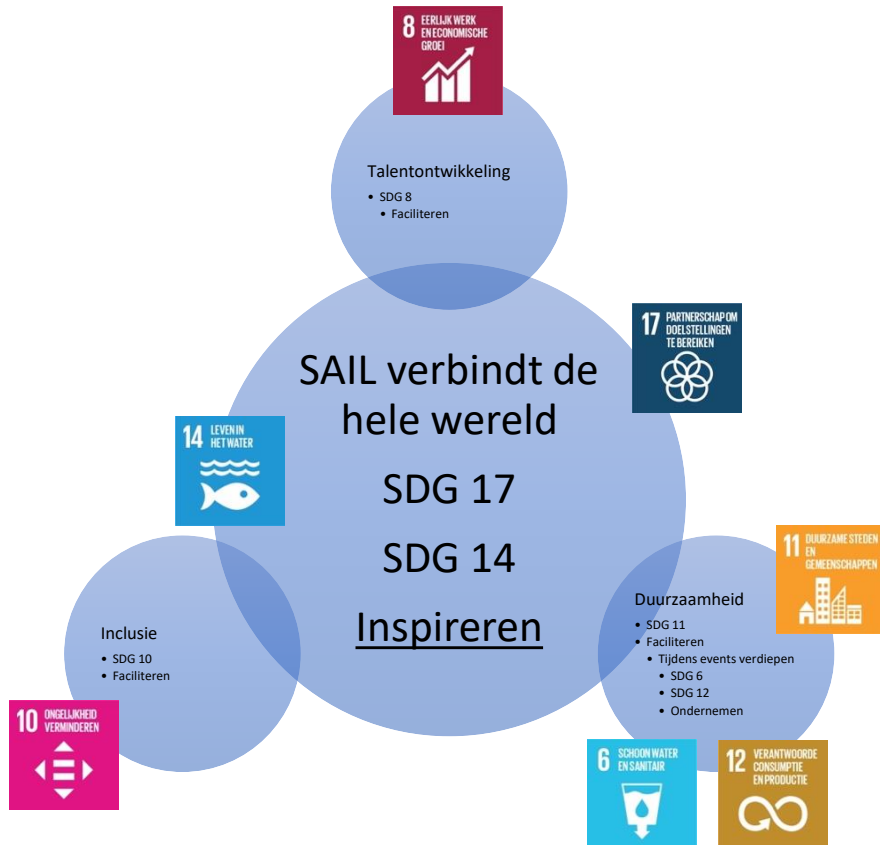 8 EERLIJK WERK
EN ECONOMISCHE
GROEI
Talentontwikkeling
• SDG 8
• Faciliteren
17 PARTNERSCHAP OM
DOELSTELLINGEN
TE BEREIKEN
SAIL verbindt de
hele wereld
SDG 17
SDG 14
Inspireren
14 LEVEN IN
HET WATER
11 DUURZAME STEDEN
EN
GEMEENSCHAPPEN
Duurzaamheid
• SDG 11
• Faciliteren
• Tijdens events verdiepen
• SDG 6
• SDG 12
• Ondernemen
Inclusie
• SDG 10
• Faciliteren
10 ONGELIJKHEID
VERMINDEREN
6 SCHOON WATER
EN SANITAIR
12 VERANTWOORDE
CONSUMPTIE
EN PRODUCTIE